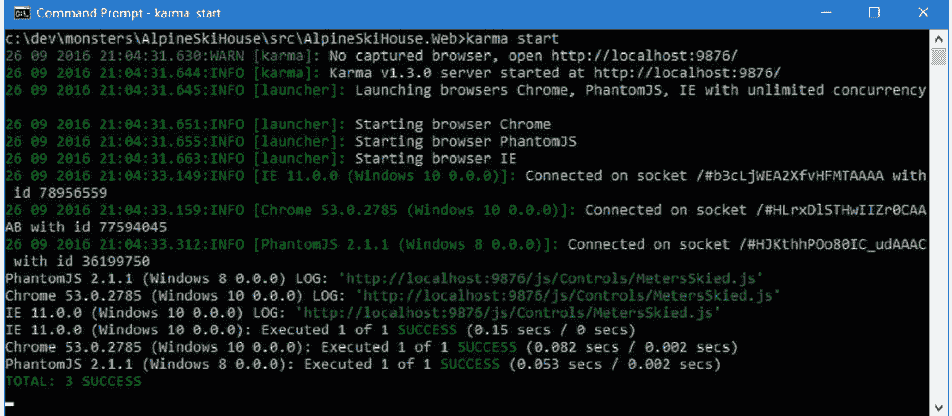 Command Prompt - karma start
c:\dev\monsters\AlpineSkiHouse\src\AlpineSkiHouse.Web>karma start
26 09 2016 21:04:31.630:WARN [karma]: No captured browser, open http://localhost:9876/
26 09 2016 21:04:31.644:INFO [karma]: Karma v1.3.0 server started at http://localhost:9876/
26 09 2016 21:04:31.645:INFO [launcher]: Launching browsers Chrome, PhantomJS, IE with unlimited concurrency
26 09 2016 21:04:31.651:INFO [launcher]: Starting browser Chrome
26 09 2016 21:04:31.655:INFO [launcher]: Starting browser PhantomJS
26 09 2016 21:04:31.663:INFO [launcher]: Starting browser IE
26 09 2016 21:04:33.149:INFO [IE 11.0.0 (Windows 10 0.0.0)]: Connected on socket /#b3cLjWEA2XfvHFMTAAAA with
id 78956559
26 09 2016 21:04:33.159:INFO [Chrome 53.0.2785 (Windows 10 0.0.0)]: Connected on socket /#HLrxDlSTHwIIZr0CAA
AB with id 77594045
26 09 2016 21:04:33.312:INFO [PhantomJS 2.1.1 (Windows 8 0.0.0)]: Connected on socket /#HJKthhPOo80IC_udAAAC
with id 36199750
PhantomJS 2.1.1 (Windows 8 0.0.0) LOG: 'http://localhost:9876/js/Controls/MetersSkied.js'
Chrome 53.0.2785 (Windows 10 0.0.0) LOG: 'http://localhost:9876/js/Controls/MetersSkied.js'
IE 11.0.0 (Windows 10 0.0.0) LOG: 'http://localhost:9876/js/Controls/MetersSkied.js'
IE 11.0.0 (Windows 10 0.0.0): Executed 1 of 1 SUCCESS (0.15 secs / 0 secs)
Chrome 53.0.2785 (Windows 10 0.0.0): Executed 1 of 1 SUCCESS (0.082 secs / 0.002 secs)
PhantomJS 2.1.1 (Windows 8 0.0.0): Executed 1 of 1 SUCCESS (0.053 secs / 0.002 secs)
TOTAL: 3 SUCCESS